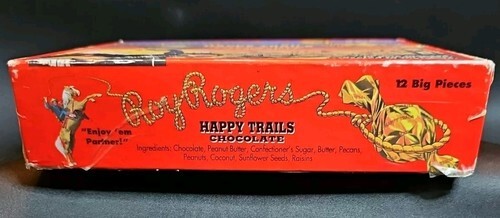 Roy Rogers
12 Big Pieces
"Enjoy 'em
Partner!"
HAPPY TRAILS
CHOCOLATE
Ingredients: Chocolate, Peanut Butter, Confectioner's Sugar, Butter, Pecans,
Peanuts, Coconut, Sunflower Seeds, Raisins